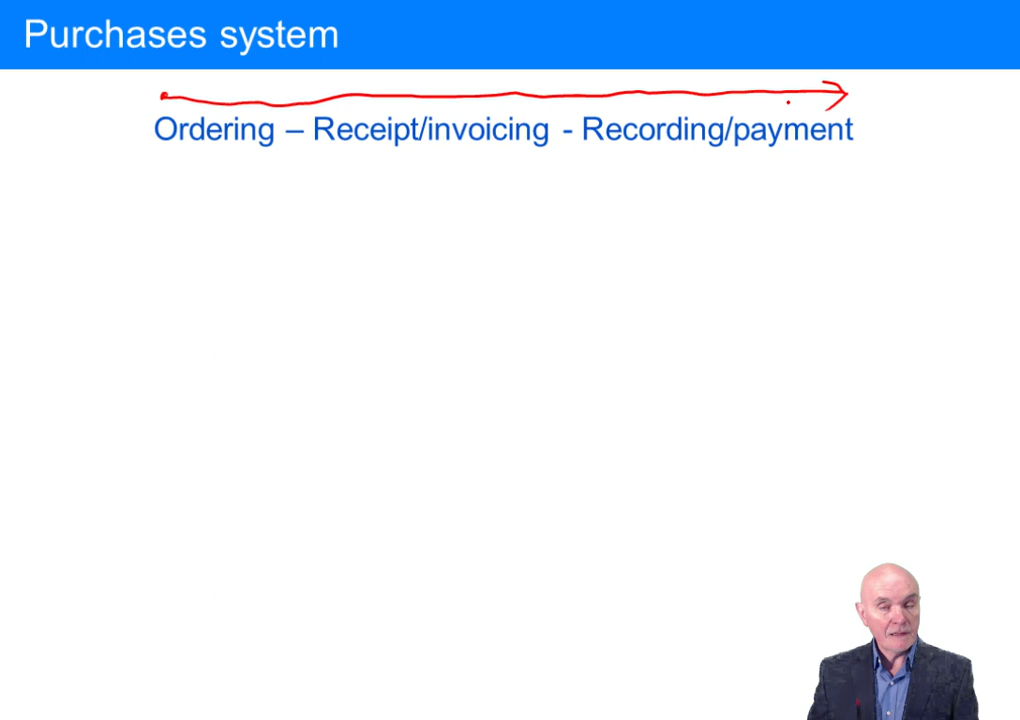 Purchases system
Ordering – Receipt/invoicing - Recording/payment